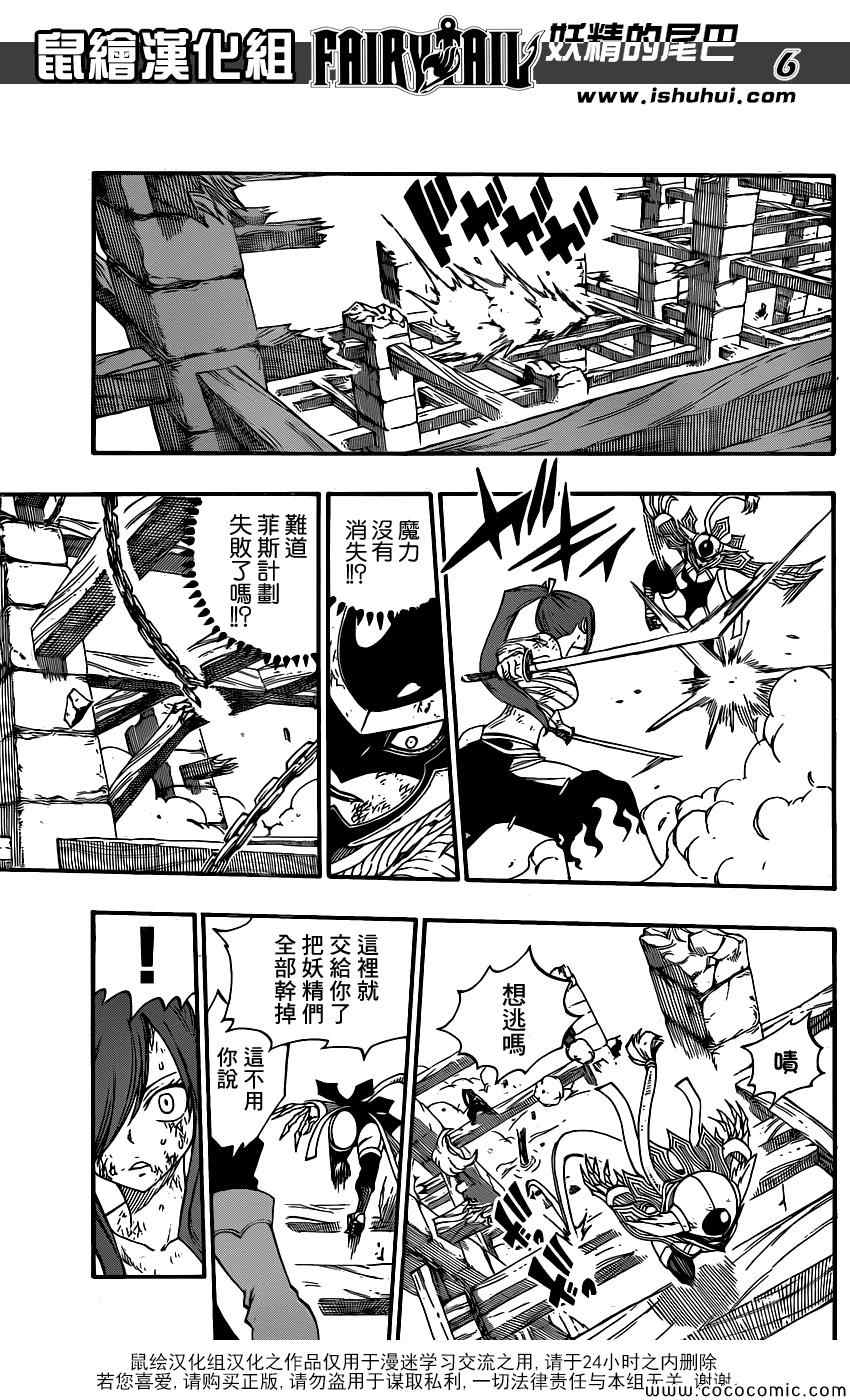 鼠繪漢化組
FAIRY TAIL
妖精的尾巴
6
www.ishuhui.com
ドドドド
魔力
沒有
消失!!?
難道
菲斯計劃
失敗了嗎!!?
嘖
想逃嗎
這裡就
交給你了
把妖精們
全部幹掉
這不用
你說
!
鼠绘汉化组汉化之作品仅用于漫迷学习交流之用,请于24小时之内删除
若您喜爱,请购买正版,请勿盗用于谋取私利,一切法律责任与本组无关,谢谢.
www.cococomic.com